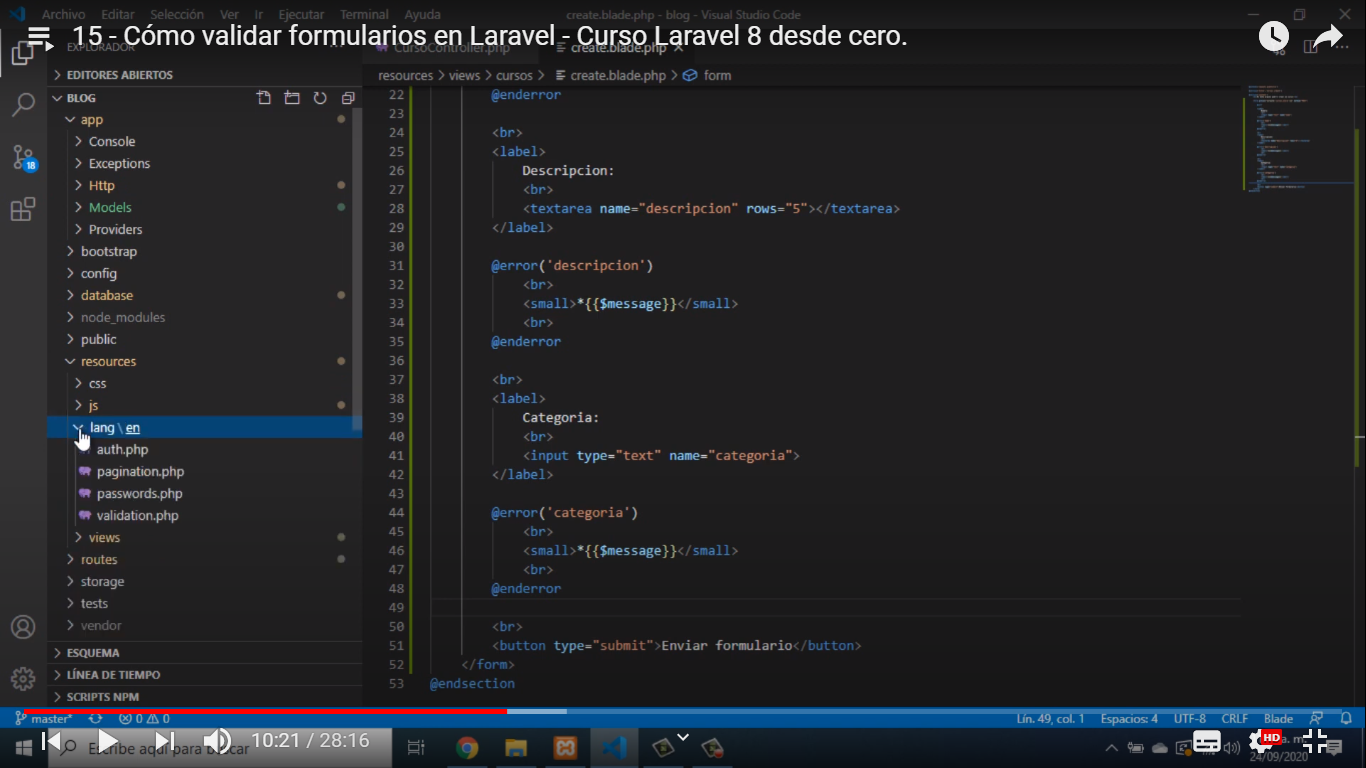 Archivo Editar Selección Ver Ir Ejecutar Terminal Ayuda
create.blade.php - blog - Visual Studio Code
15 - Cómo validar formularios en Laravel - Curso Laravel 8 desde cero.
EXPLORADOR
CursoController.php
create.blade.php
EDITORES ABIERTOS
resources > views > cursos > create.blade.php > form
BLOG
app
Console
Exceptions
Http
Models
Providers
bootstrap
config
database
node_modules
public
resources
css
js
lang \ en
auth.php
pagination.php
passwords.php
validation.php
views
routes
storage
tests
vendor
ESQUEMA
LÍNEA DE TIEMPO
SCRIPTS NPM
18
22 @enderror
23
24 <br>
25 <label>
26 Descripcion:
27 <br>
28 <textarea name="descripcion" rows="5"></textarea>
29 </label>
30
31 @error('descripcion')
32 <br>
33 <small>*{{$message}}</small>
34 <br>
35 @enderror
36
37 <br>
38 <label>
39 Categoria:
40 <br>
41 <input type="text" name="categoria">
42 </label>
43
44 @error('categoria')
45 <br>
46 <small>*{{$message}}</small>
47 <br>
48 @enderror
49
50 <br>
51 <button type="submit">Enviar formulario</button>
52 </form>
53 @endsection
master* 0 0
Lín. 49, col. 1 Espacios: 4 UTF-8 CRLF Blade
Escribe aquí para buscar
10:21 / 28:16
HD
24/09/2020